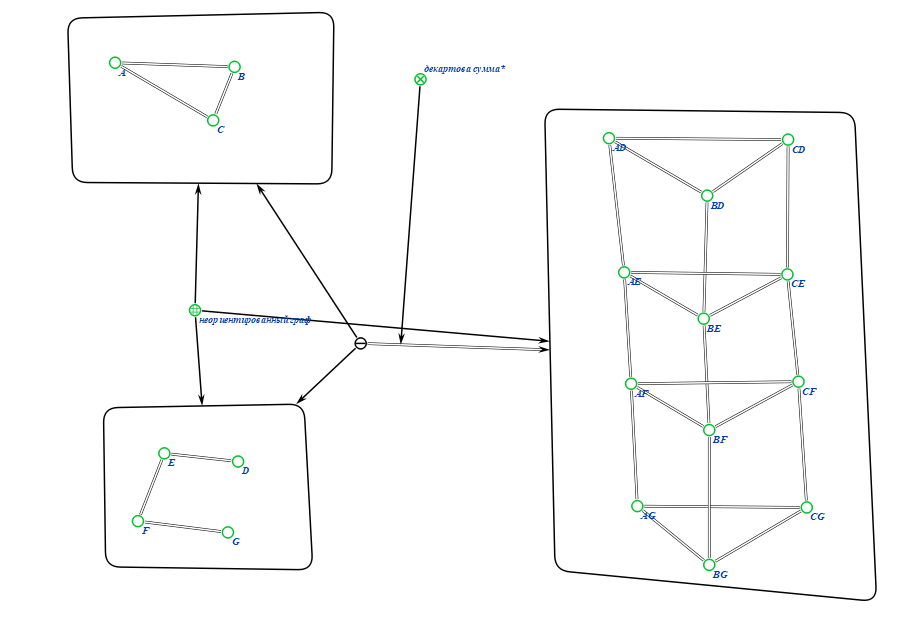 A
B
C
декартова сумма*
AD
CD
BD
AE
CE
BE
неориентированный граф
AF
CF
BF
E
D
F
G
AG
CG
BG